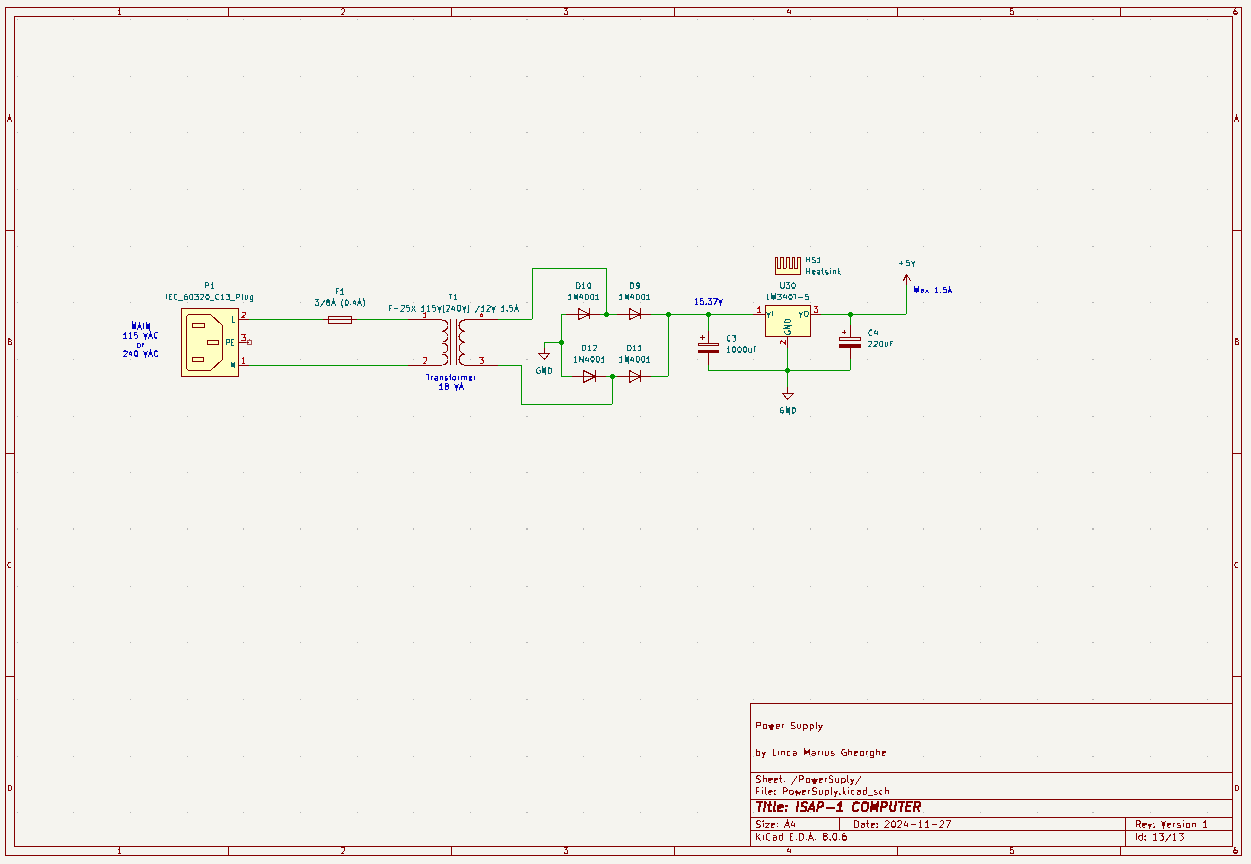 1 2 3 4 5 6
A A
HS1
Heatsink
+5V
Max 1.5A
P1
IEC_60320_C13_Plug
F1
3/8A (0.4A)
T1
F-25X 115V(240V) /12V 1.5A
D10
1N4001
D9
1N4001
15.37V
U30
LM340T-5
MAIN
115 VAC
or
240 VAC
L 2
PE 3
N 1
1 4
2 3
Transformer
18 VA
GND
D12
1N4001
D11
1N4001
C3
1000uF
1 VI VO 3
GND
2
C4
220uF
GND
B B
C C
D D
Power Supply
by Linca Marius Gheorghe
Sheet: /PowerSuply/
File: PowerSuply.kicad_sch
Title: ISAP-1 COMPUTER
Size: A4 Date: 2024-11-27 Rev: Version 1
KiCad E.D.A. 8.0.6 Id: 13/13
1 2 3 4 5 6